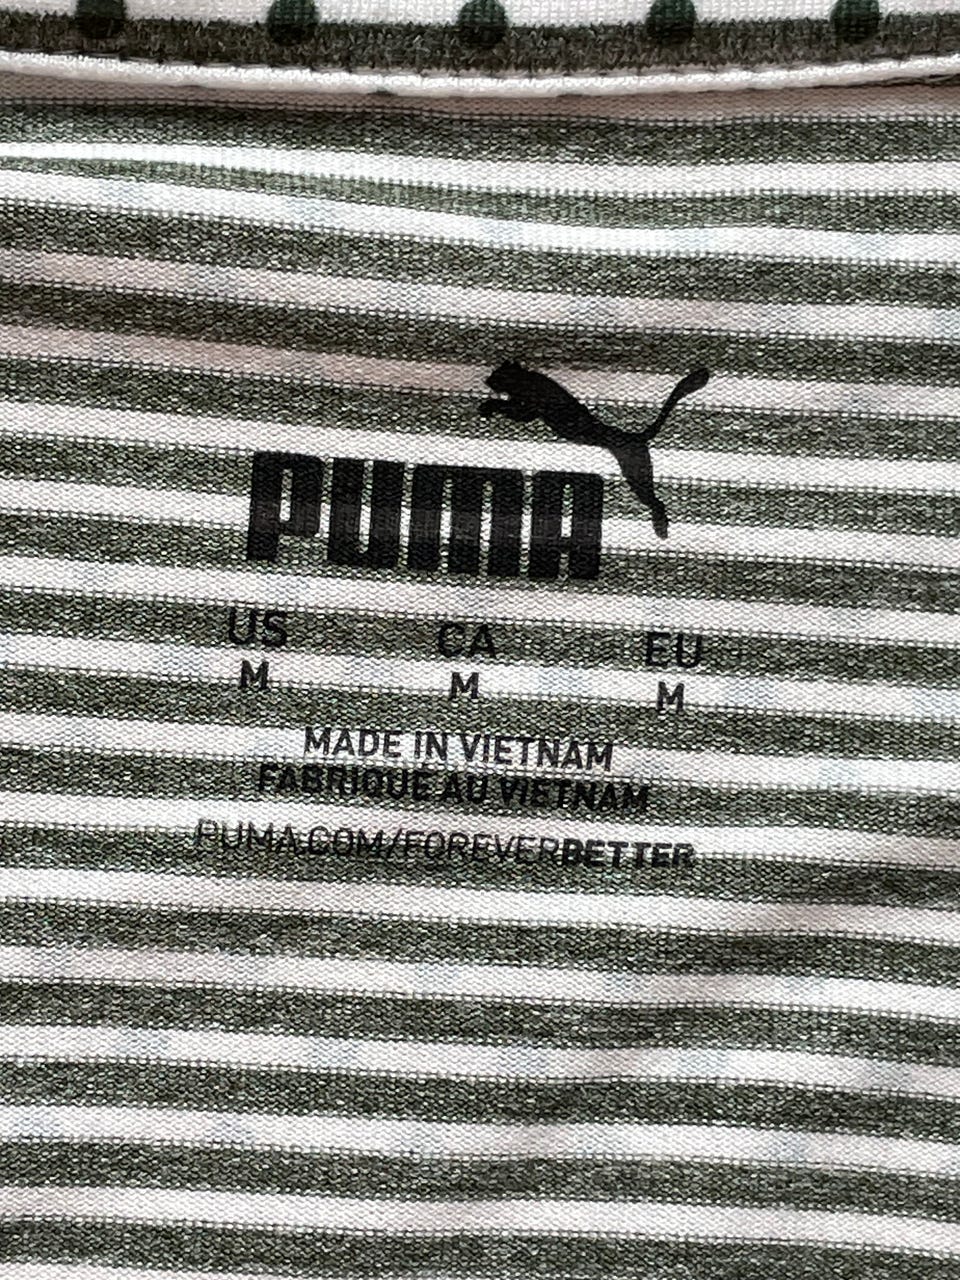 PUMA
US CA EU
M M M
MADE IN VIETNAM
FABRIQUÉ AU VIETNAM
PUMA.COM/FOREVERBETTER